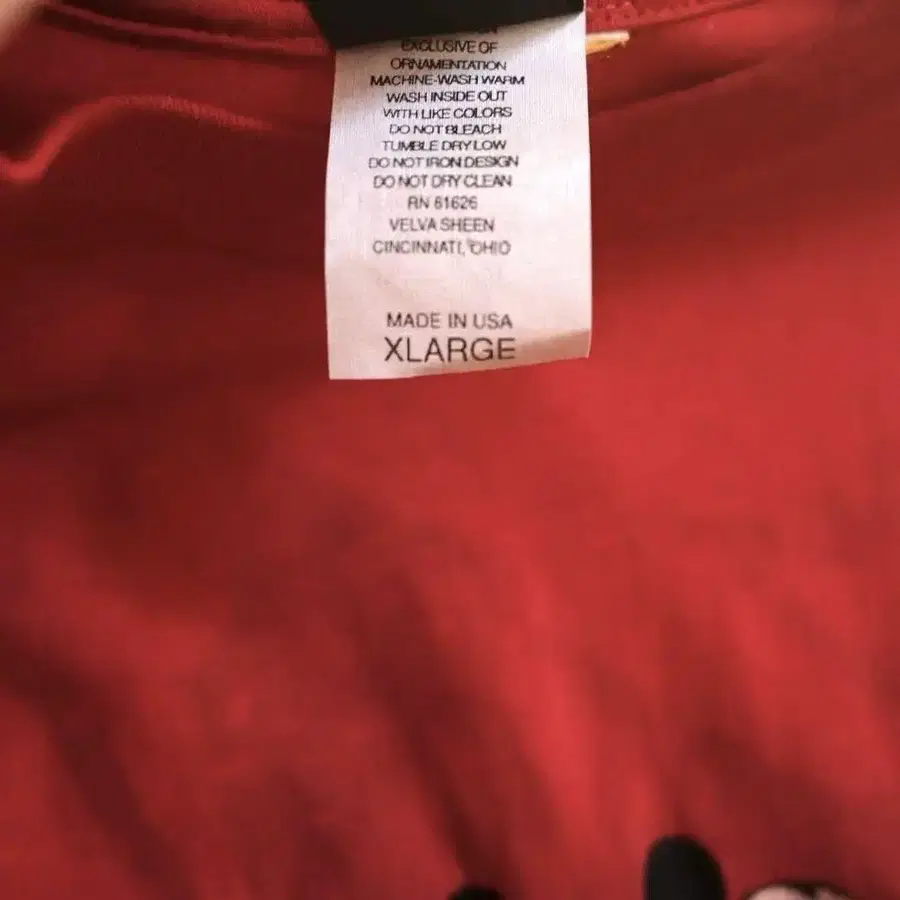 EXCLUSIVE OF
ORNAMENTATION
MACHINE-WASH WARM
WASH INSIDE OUT
WITH LIKE COLORS
DO NOT BLEACH
TUMBLE DRY LOW
DO NOT IRON DESIGN
DO NOT DRY CLEAN
RN 61626
VELVA SHEEN
CINCINNATI, OHIO
MADE IN USA
XLARGE